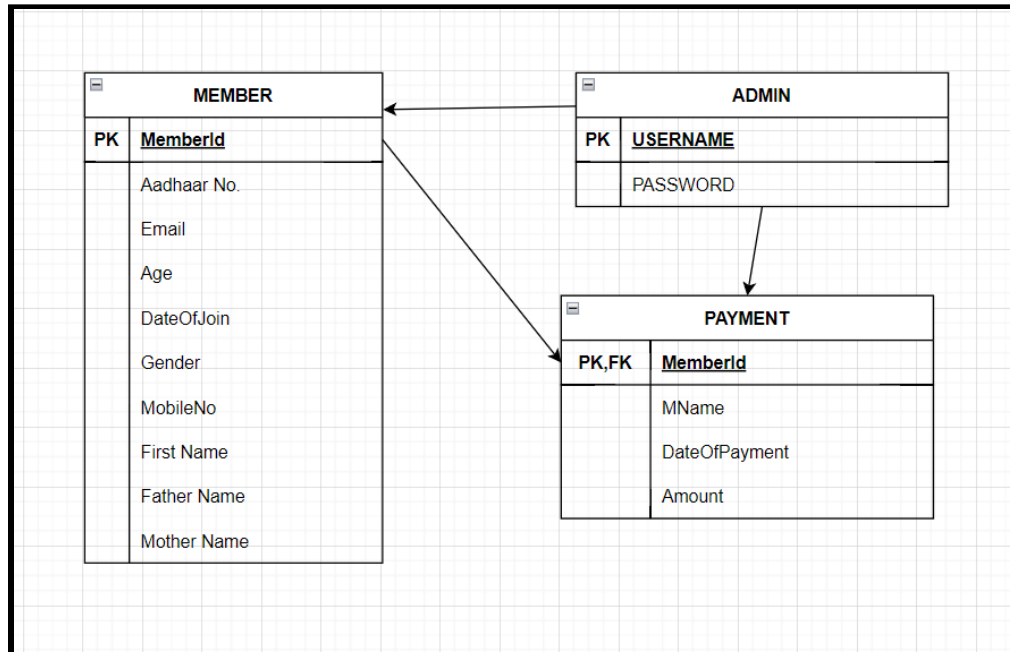 MEMBER
PK MemberId
Aadhaar No.
Email
Age
DateOfJoin
Gender
MobileNo
First Name
Father Name
Mother Name
ADMIN
PK USERNAME
PASSWORD
PAYMENT
PK,FK MemberId
MName
DateOfPayment
Amount